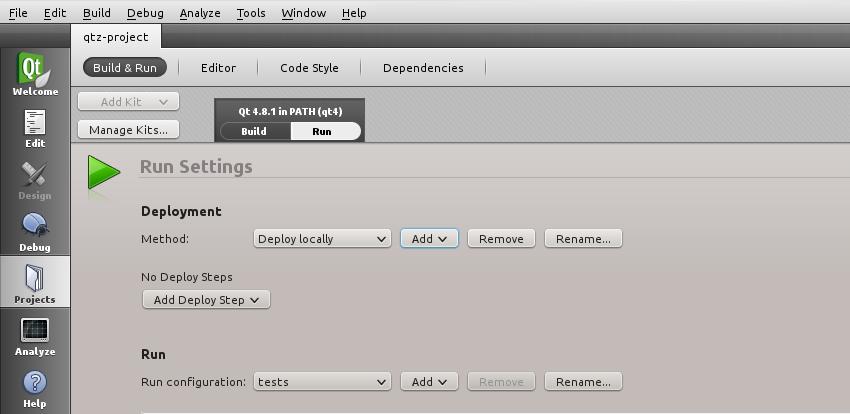 File Edit Build Debug Analyze Tools Window Help
qtz-project
Qt
Welcome
Build & Run Editor Code Style Dependencies
Add Kit
Manage Kits...
Qt 4.8.1 in PATH (qt4)
Build Run
Edit
Design
Debug
Projects
Analyze
?
Help
Run Settings
Deployment
Method: Deploy locally Add Remove Rename...
No Deploy Steps
Add Deploy Step
Run
Run configuration: tests Add Remove Rename...